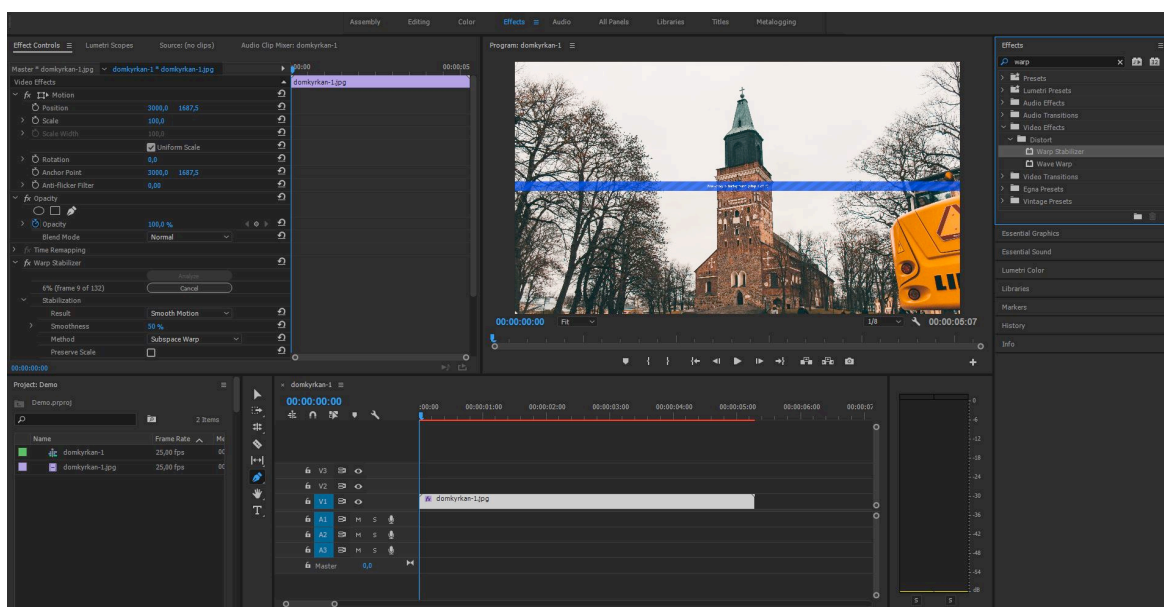 Assembly Editing Color Effects Audio All Panels Libraries Titles Metalogging
Effect Controls Lumetri Scopes Source: (no clips) Audio Clip Mixer: domkyrkan-1
Master * domkyrkan-1.jpg domkyrkan-1 * domkyrkan-1.jpg
:00:00 00:00:05
Video Effects
domkyrkan-1.jpg
fx Motion
Position 3000,0 1687,5
Scale 100,0
Scale Width 100,0
Uniform Scale
Rotation 0,0
Anchor Point 3000,0 1687,5
Anti-flicker Filter 0,00
fx Opacity
Opacity 100,0 %
Blend Mode Normal
fx Time Remapping
fx Warp Stabilizer
Analyze
6% (frame 9 of 132) Cancel
Stabilization
Result Smooth Motion
Smoothness 50 %
Method Subspace Warp
Preserve Scale
00:00:00:00
Program: domkyrkan-1
00:00:00:00 Fit 1/8 00:00:05:07
Effects
warp
Presets
Lumetri Presets
Audio Effects
Audio Transitions
Video Effects
Distort
Warp Stabilizer
Wave Warp
Video Transitions
Egna Presets
Vintage Presets
Essential Graphics
Essential Sound
Lumetri Color
Libraries
Markers
History
Info
Project: Demo
Demo.prproj
2 Items
Name Frame Rate Me
domkyrkan-1 25,00 fps 00
domkyrkan-1.jpg 25,00 fps 00
domkyrkan-1
00:00:00:00
:00:00 00:00:01:00 00:00:02:00 00:00:03:00 00:00:04:00 00:00:05:00 00:00:06:00 00:00:07
V3
V2
V1 fx domkyrkan-1.jpg
A1 M S
A2 M S
A3 M S
Master 0,0
0
-6
-12
-18
-24
-30
-36
-42
-48
-54
dB
S S